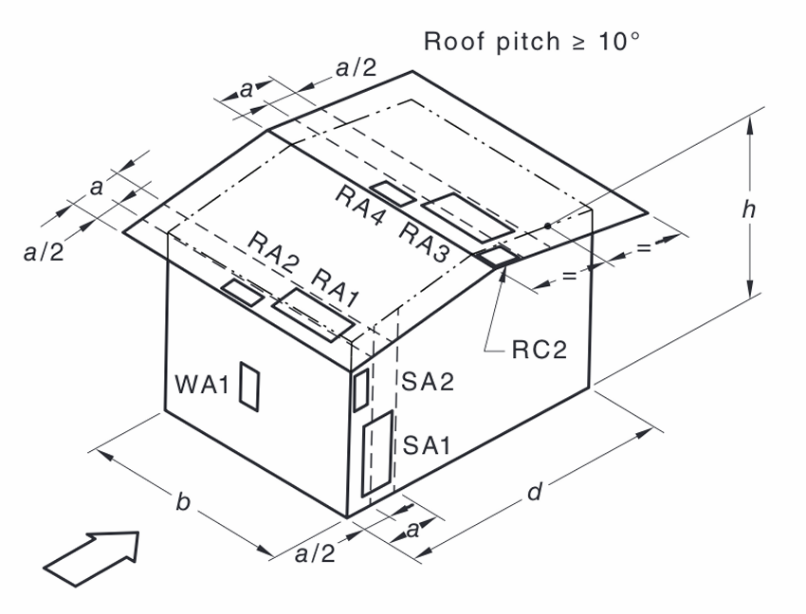 Roof pitch ≥ 10°
a/2
a
a
h
RA4 RA3
=
=
a/2
RA2 RA1
RC2
WA1
SA2
SA1
b
d
a
a/2